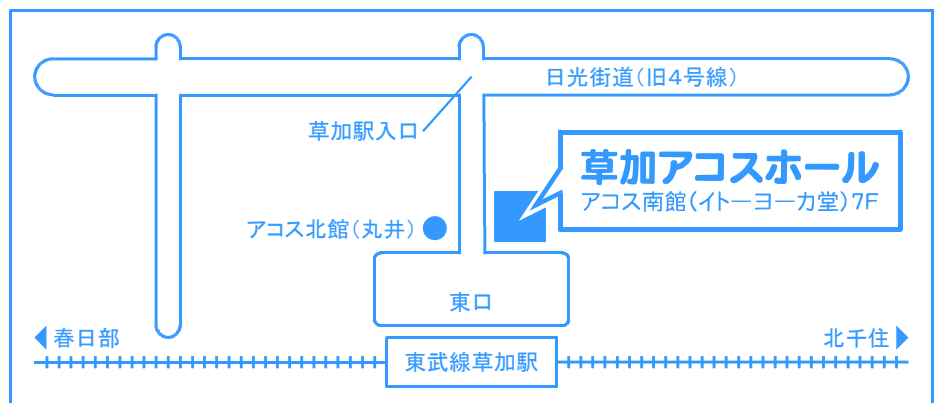 日光街道(旧4号線)
草加駅入口
草加アコスホール
アコス南館(イトーヨーカ堂)7F
アコス北館(丸井)
東口
春日部
北千住
東武線草加駅